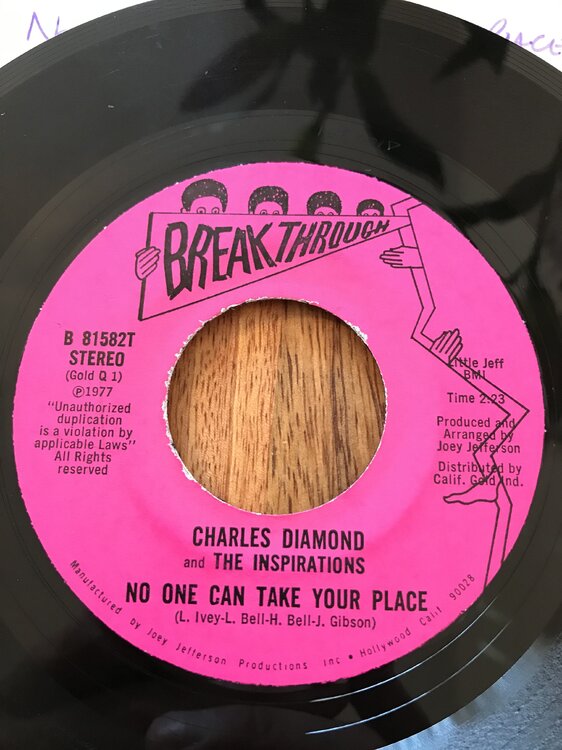 BREAKTHROUGH
B 81582T
STEREO
(Gold Q 1)
Ⓟ1977
"Unauthorized
duplication
is a violation by
applicable Laws"
All Rights
reserved
Little Jeff
BMI
Time 2:23
Produced and
Arranged by
Joey Jefferson
Distributed by
Calif. Gold Ind.
CHARLES DIAMOND
and THE INSPIRATIONS
NO ONE CAN TAKE YOUR PLACE
(L. Ivey-L. Bell-H. Bell-J. Gibson)
Manufactured by Joey Jefferson Productions Inc • Hollywood Calif 90028